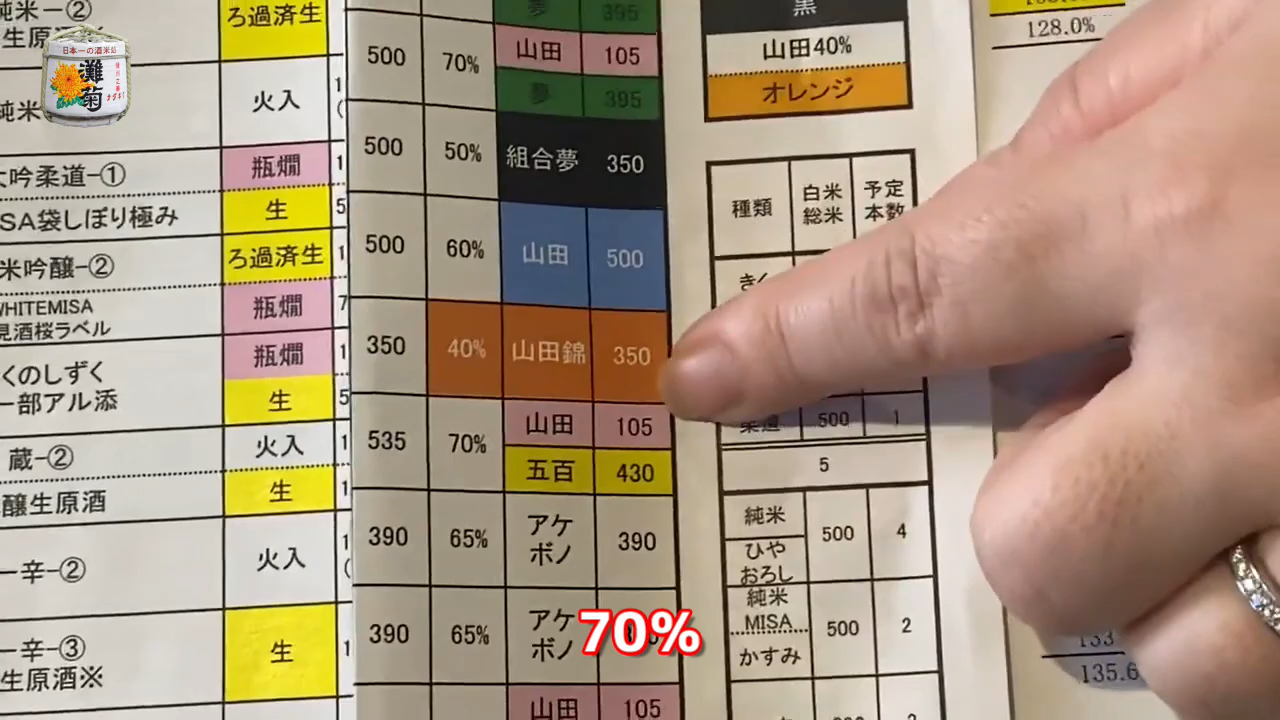 純米ー②
生原酒
純米
大吟柔道ー①
SA袋しぼり極み
米吟醸ー②
WHITEMISA
見酒桜ラベル
くのしずく
一部アル添
蔵ー②
醸生原酒
ー辛ー②
ー辛ー③
生原酒※
ろ過済生
火入
瓶燗
生
ろ過済生
瓶燗
瓶燗
生
火入
生
火入
生
日本一の酒米処
灘菊
夢 395
500 70% 山田 105
夢 395
500 50% 組合夢 350
500 60% 山田 500
350 40% 山田錦 350
535 70% 山田 105
五百 430
390 65% アケボノ 390
390 65% アケボノ
山田 105
黒
山田40%
オレンジ
種類 白米総米 予定本数
柔道 500 1
5
純米 500 4
ひやおろし
純米MISA 500 2
かすみ
128.0%
133
135.6
70%